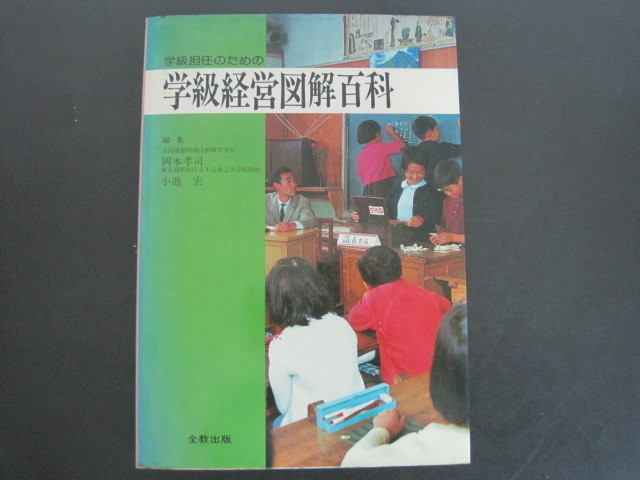 学級担任のための
学級経営図解百科
編集
岡本孝司
小池 宏
全教出版